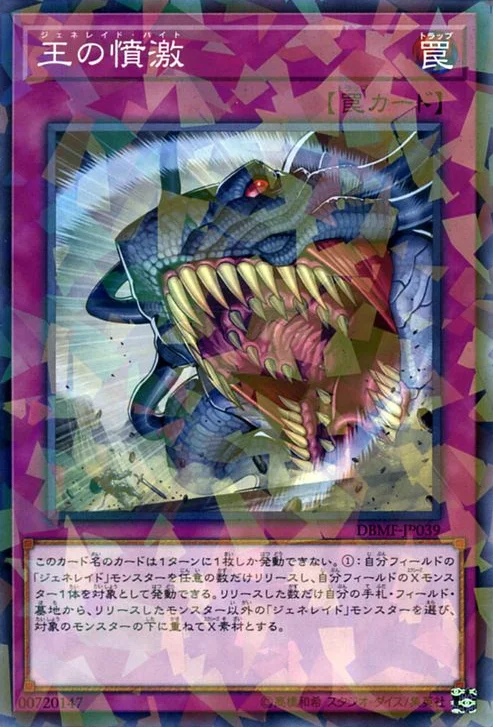 ジェネレイド・バイト
王の憤激
トラップ
罠
【罠カード】
DBMF-JP039
このカード名のカードは1ターンに1枚しか発動できない。①:自分フィールドの
「ジェネレイド」モンスターを任意の数だけリリースし、自分フィールドのXモンス
ター1体を対象として発動できる。リリースした数だけ自分の手札・フィールド・
墓地から、リリースしたモンスター以外の「ジェネレイド」モンスターを選び、
対象のモンスターの下に重ねてX素材とする。
00720147
©高橋和希 スタジオ・ダイス/集英社